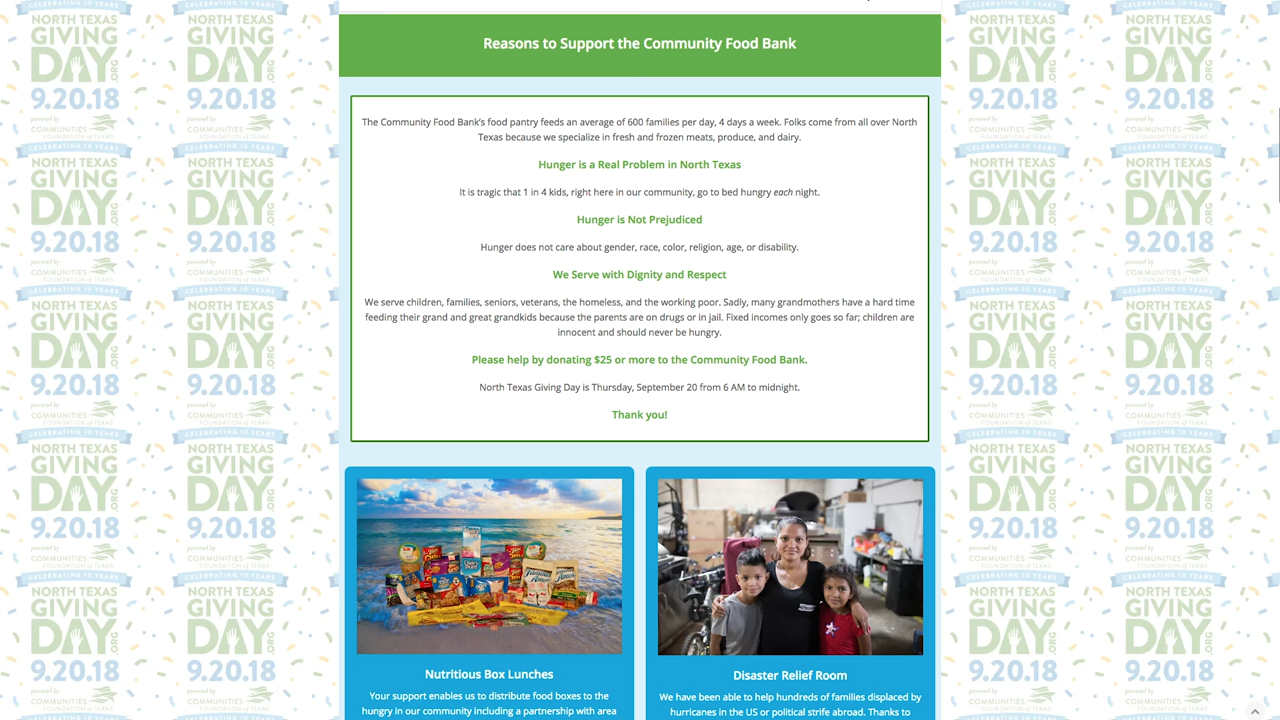 Reasons to Support the Community Food Bank
The Community Food Bank's food pantry feeds an average of 600 families per day, 4 days a week. Folks come from all over North
Texas because we specialize in fresh and frozen meats, produce, and dairy.
Hunger is a Real Problem in North Texas
It is tragic that 1 in 4 kids, right here in our community, go to bed hungry each night.
Hunger is Not Prejudiced
Hunger does not care about gender, race, color, religion, age, or disability.
We Serve with Dignity and Respect
We serve children, families, seniors, veterans, the homeless, and the working poor. Sadly, many grandmothers have a hard time
feeding their grand and great grandkids because the parents are on drugs or in jail. Fixed incomes only goes so far; children are
innocent and should never be hungry.
Please help by donating $25 or more to the Community Food Bank.
North Texas Giving Day is Thursday, September 20 from 6 AM to midnight.
Thank you!
Nutritious Box Lunches
Your support enables us to distribute food boxes to the
hungry in our community including a partnership with area
Disaster Relief Room
We have been able to help hundreds of families displaced by
hurricanes in the US or political strife abroad. Thanks to
CELEBRATING 10 YEARS
NORTH TEXAS
GIVING
DAY.ORG
9.20.18
powered by
COMMUNITIES
FOUNDATION of TEXAS